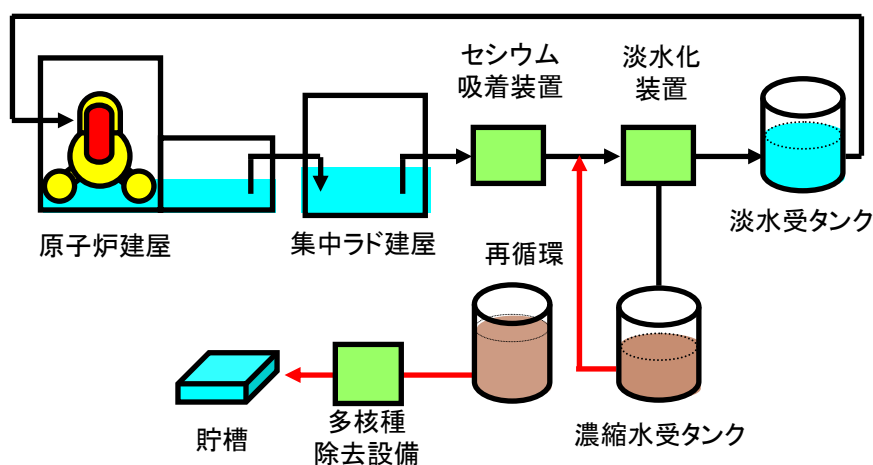 セシウム
吸着装置
淡水化
装置
原子炉建屋
集中ラド建屋
淡水受タンク
再循環
貯槽
多核種
除去設備
濃縮水受タンク